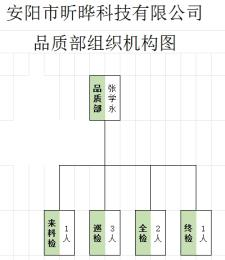 安阳市昕晔科技有限公司
品质部组织机构图
品质部 张学永
来料检 1人
巡检 3人
全检 2人
终检 1人